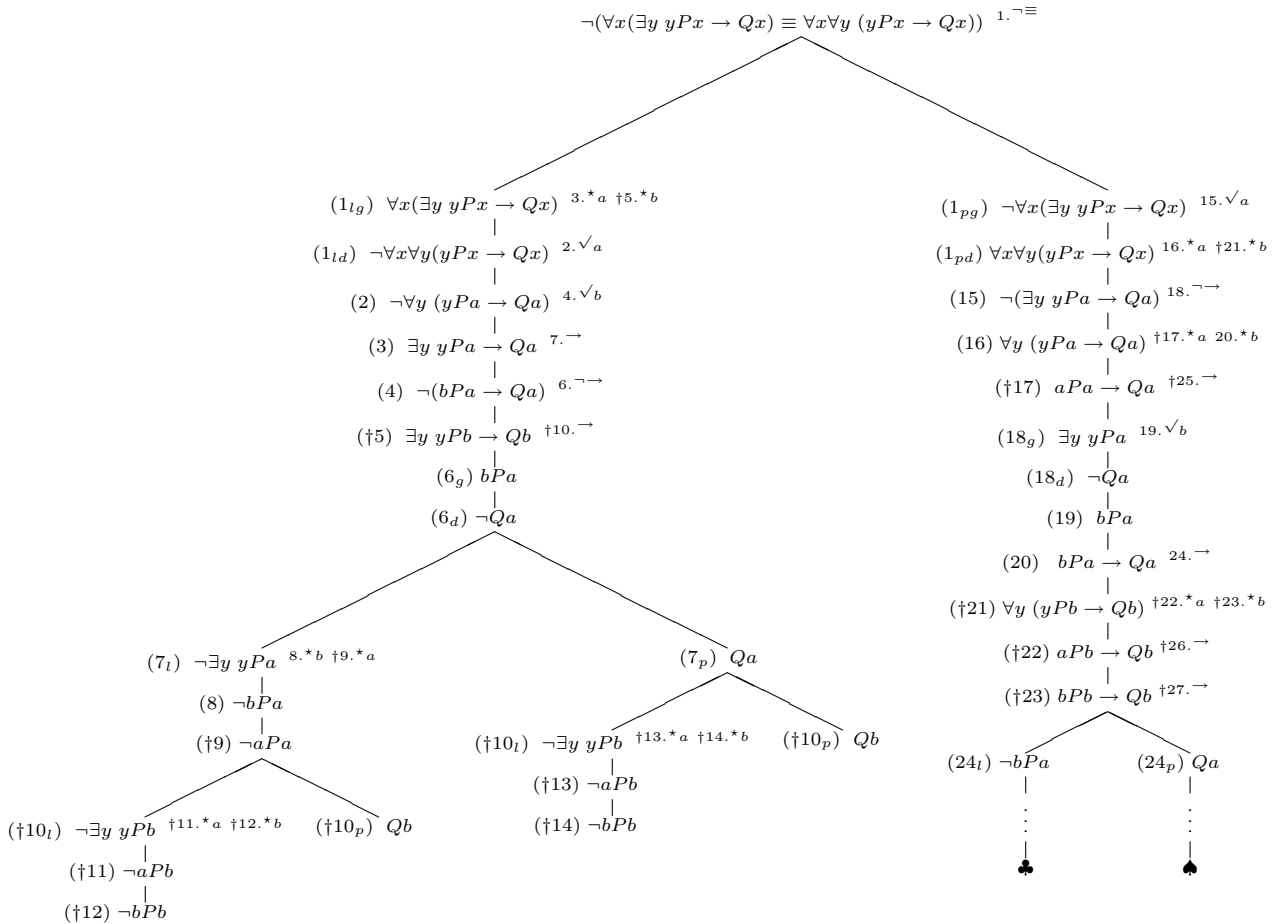 ¬(∀x(∃y yPx → Qx) ≡ ∀x∀y (yPx → Qx)) 1.¬≡
(1lg) ∀x(∃y yPx → Qx) 3.⋆a †5.⋆b
(1ld) ¬∀x∀y(yPx → Qx) 2.√a
(2) ¬∀y (yPa → Qa) 4.√b
(3) ∃y yPa → Qa 7.→
(4) ¬(bPa → Qa) 6.¬→
(†5) ∃y yPb → Qb †10.→
(6g) bPa
(6d) ¬Qa
(7l) ¬∃y yPa 8.⋆b †9.⋆a
(8) ¬bPa
(†9) ¬aPa
(†10l) ¬∃y yPb †11.⋆a †12.⋆b
(†11) ¬aPb
(†12) ¬bPb
(†10p) Qb
(7p) Qa
(†10l) ¬∃y yPb †13.⋆a †14.⋆b
(†13) ¬aPb
(†14) ¬bPb
(†10p) Qb
(1pg) ¬∀x(∃y yPx → Qx) 15.√a
(1pd) ∀x∀y(yPx → Qx) 16.⋆a †21.⋆b
(15) ¬(∃y yPa → Qa) 18.¬→
(16) ∀y (yPa → Qa) †17.⋆a 20.⋆b
(†17) aPa → Qa †25.→
(18g) ∃y yPa 19.√b
(18d) ¬Qa
(19) bPa
(20) bPa → Qa 24.→
(†21) ∀y (yPb → Qb) †22.⋆a †23.⋆b
(†22) aPb → Qb †26.→
(†23) bPb → Qb †27.→
(24l) ¬bPa
⋮
♣
(24p) Qa
⋮
♠